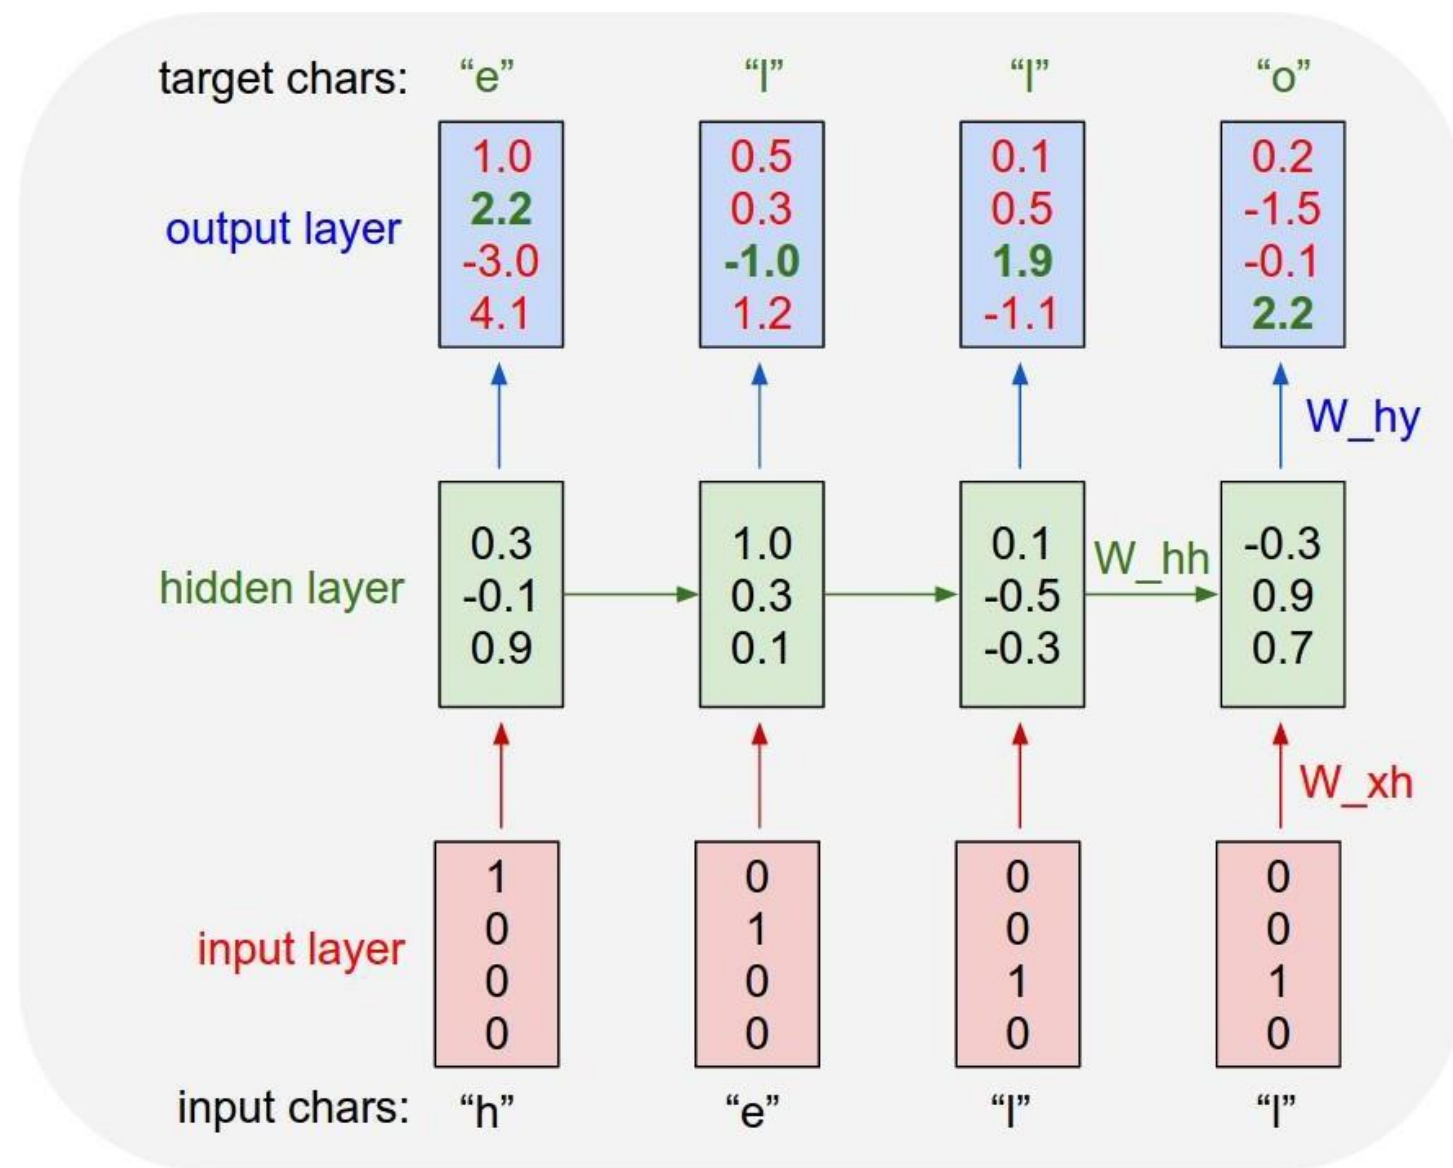 target chars: “e” “l” “l” “o”
output layer
1.0 0.5 0.1 0.2
2.2 0.3 0.5 -1.5
-3.0 -1.0 1.9 -0.1
4.1 1.2 -1.1 2.2
W_hy
hidden layer
0.3 1.0 0.1 -0.3
-0.1 0.3 -0.5 0.9
0.9 0.1 -0.3 0.7
W_hh
W_xh
input layer
1 0 0 0
0 1 0 0
0 0 1 1
0 0 0 0
input chars: “h” “e” “l” “l”